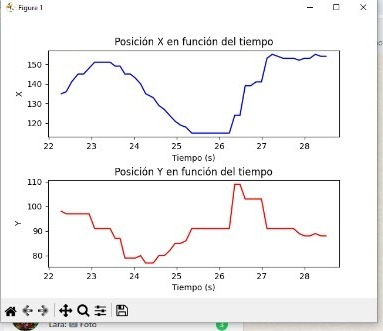 Figure 1
Posición X en función del tiempo
150
140
130
120
X
22
23
24
25
26
27
28
Tiempo (s)
Posición Y en función del tiempo
110
100
90
80
Y
22
23
24
25
26
27
28
Tiempo (s)
Lara: Foto
3